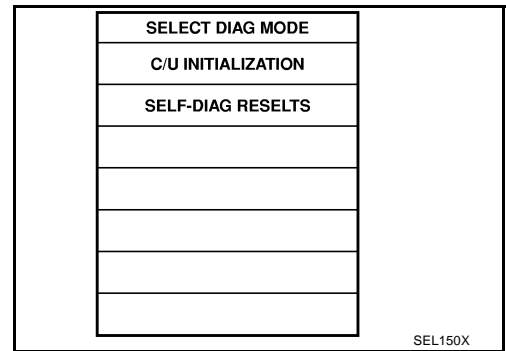 SELECT DIAG MODE
C/U INITIALIZATION
SELF-DIAG RESELTS
SEL150X